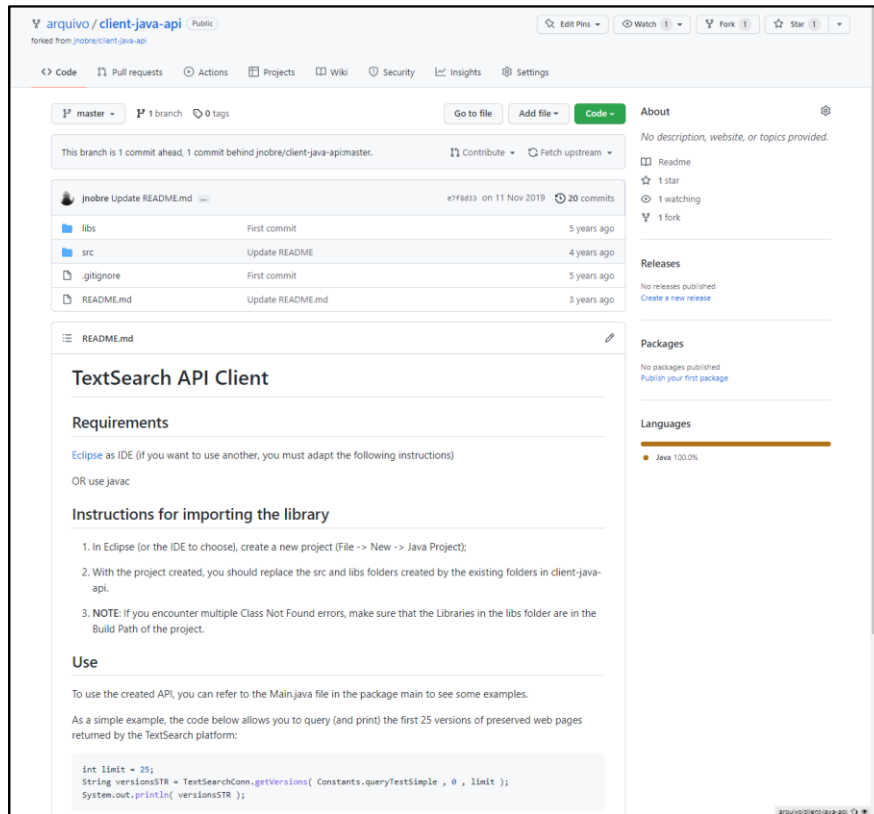 arquivo / client-java-api Public
Edit Pins Watch 1 Fork 1 Star 1
forked from jnobre/client-java-api
Code Pull requests Actions Projects Wiki Security Insights Settings
master 1 branch 0 tags Go to file Add file Code
This branch is 1 commit ahead, 1 commit behind jnobre/client-java-api:master. Contribute Fetch upstream
jnobre Update README.md ... e7f8d33 on 11 Nov 2019 20 commits
libs First commit 5 years ago
src Update README 4 years ago
.gitignore First commit 5 years ago
README.md Update README.md 3 years ago
README.md
TextSearch API Client
Requirements
Eclipse as IDE (if you want to use another, you must adapt the following instructions)
OR use javac
Instructions for importing the library
1. In Eclipse (or the IDE to choose), create a new project (File -> New -> Java Project);
2. With the project created, you should replace the src and libs folders created by the existing folders in client-java-
api.
3. NOTE: If you encounter multiple Class Not Found errors, make sure that the Libraries in the libs folder are in the
Build Path of the project.
Use
To use the created API, you can refer to the Main.java file in the package main to see some examples.
As a simple example, the code below allows you to query (and print) the first 25 versions of preserved web pages
returned by the TextSearch platform:
int limit = 25;
String versionsSTR = TextSearchConn.getVersions( Constants.queryTestSimple , 0 , limit );
System.out.println( versionsSTR );
About
No description, website, or topics provided.
Readme
1 star
1 watching
1 fork
Releases
No releases published
Create a new release
Packages
No packages published
Publish your first package
Languages
Java 100.0%
arquivo/client-java-api